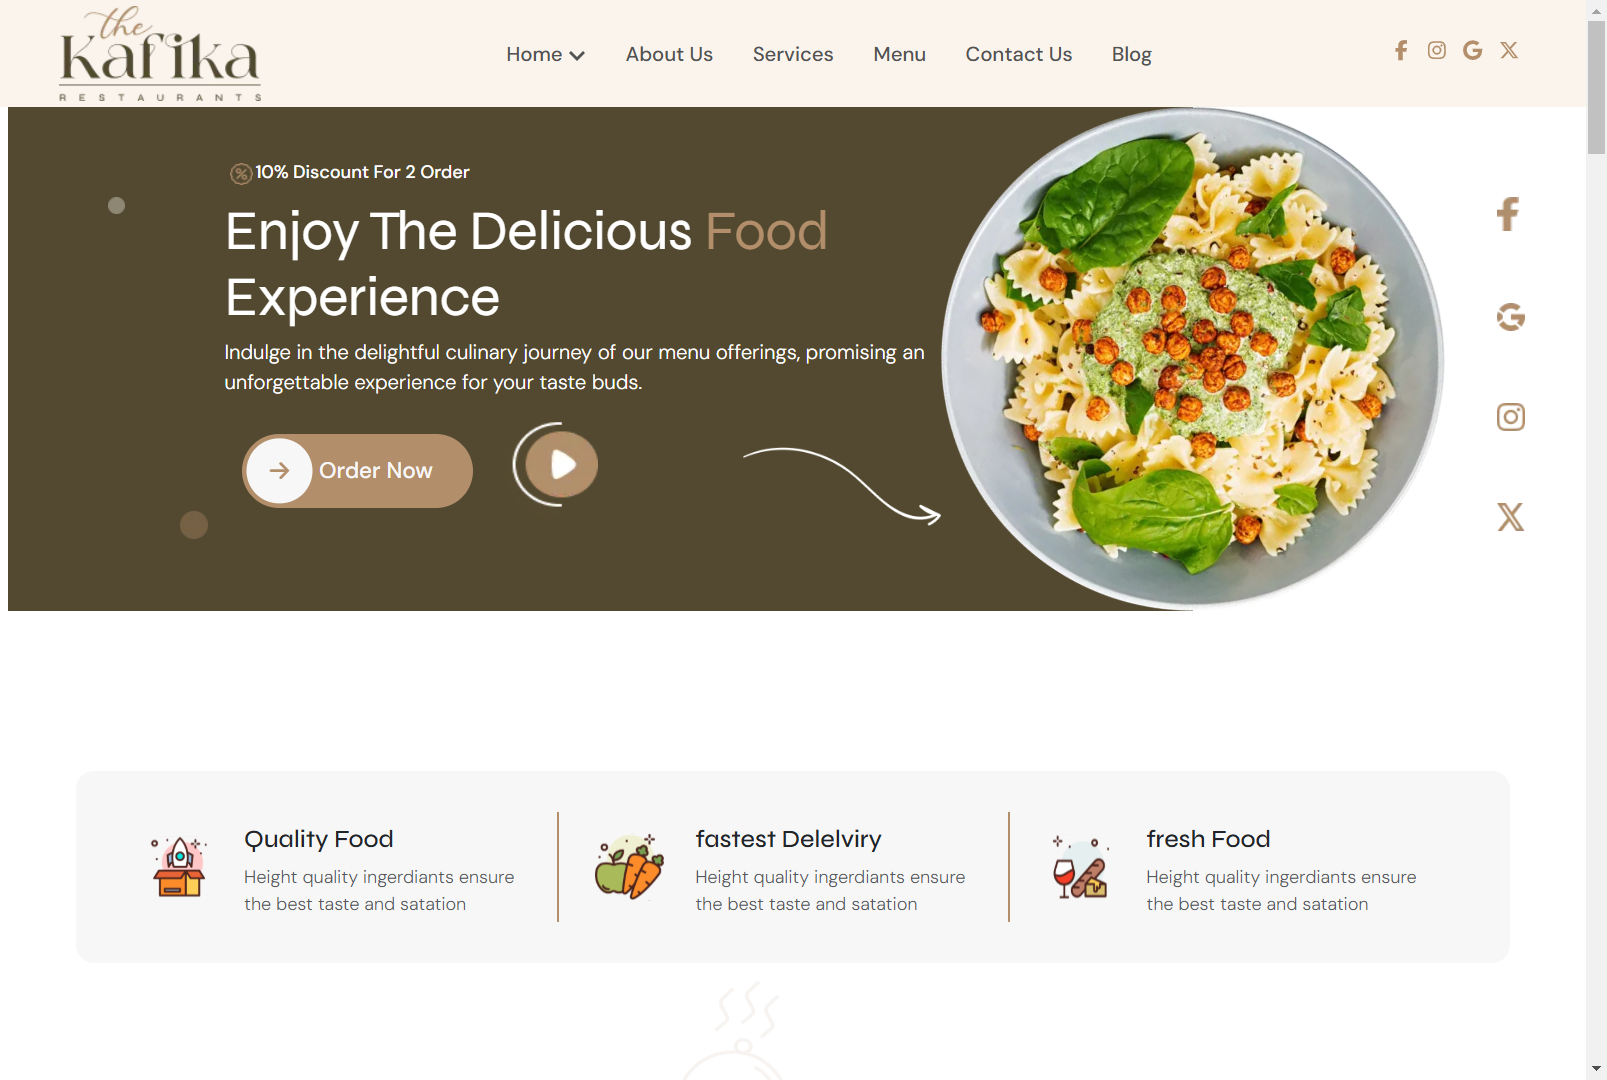 the
Kafika
RESTAURANTS
Home
About Us
Services
Menu
Contact Us
Blog
10% Discount For 2 Order
Enjoy The Delicious Food
Experience
Indulge in the delightful culinary journey of our menu offerings, promising an
unforgettable experience for your taste buds.
Order Now
Quality Food
Height quality ingerdiants ensure
the best taste and satation
fastest Delelviry
Height quality ingerdiants ensure
the best taste and satation
fresh Food
Height quality ingerdiants ensure
the best taste and satation